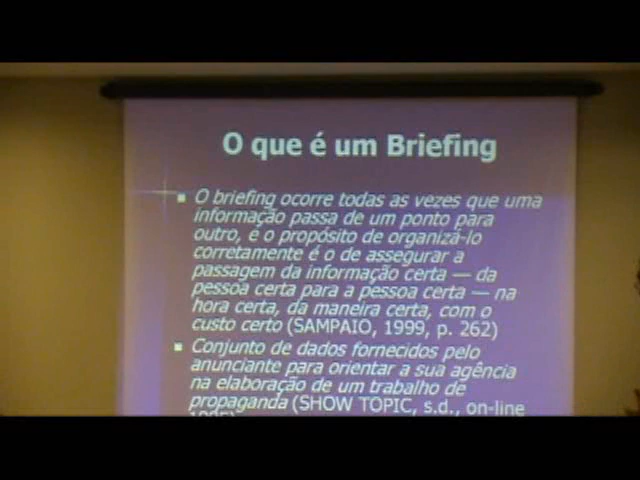 O que é um Briefing
O briefing ocorre todas as vezes que uma
informação passa de um ponto para
outro, e o propósito de organizá-lo
corretamente é o de assegurar a
passagem da informação certa — da
pessoa certa para a pessoa certa — na
hora certa, da maneira certa, com o
custo certo (SAMPAIO, 1999, p. 262)
Conjunto de dados fornecidos pelo
anunciante para orientar a sua agência
na elaboração de um trabalho de
propaganda (SHOW TOPIC, s.d., on-line